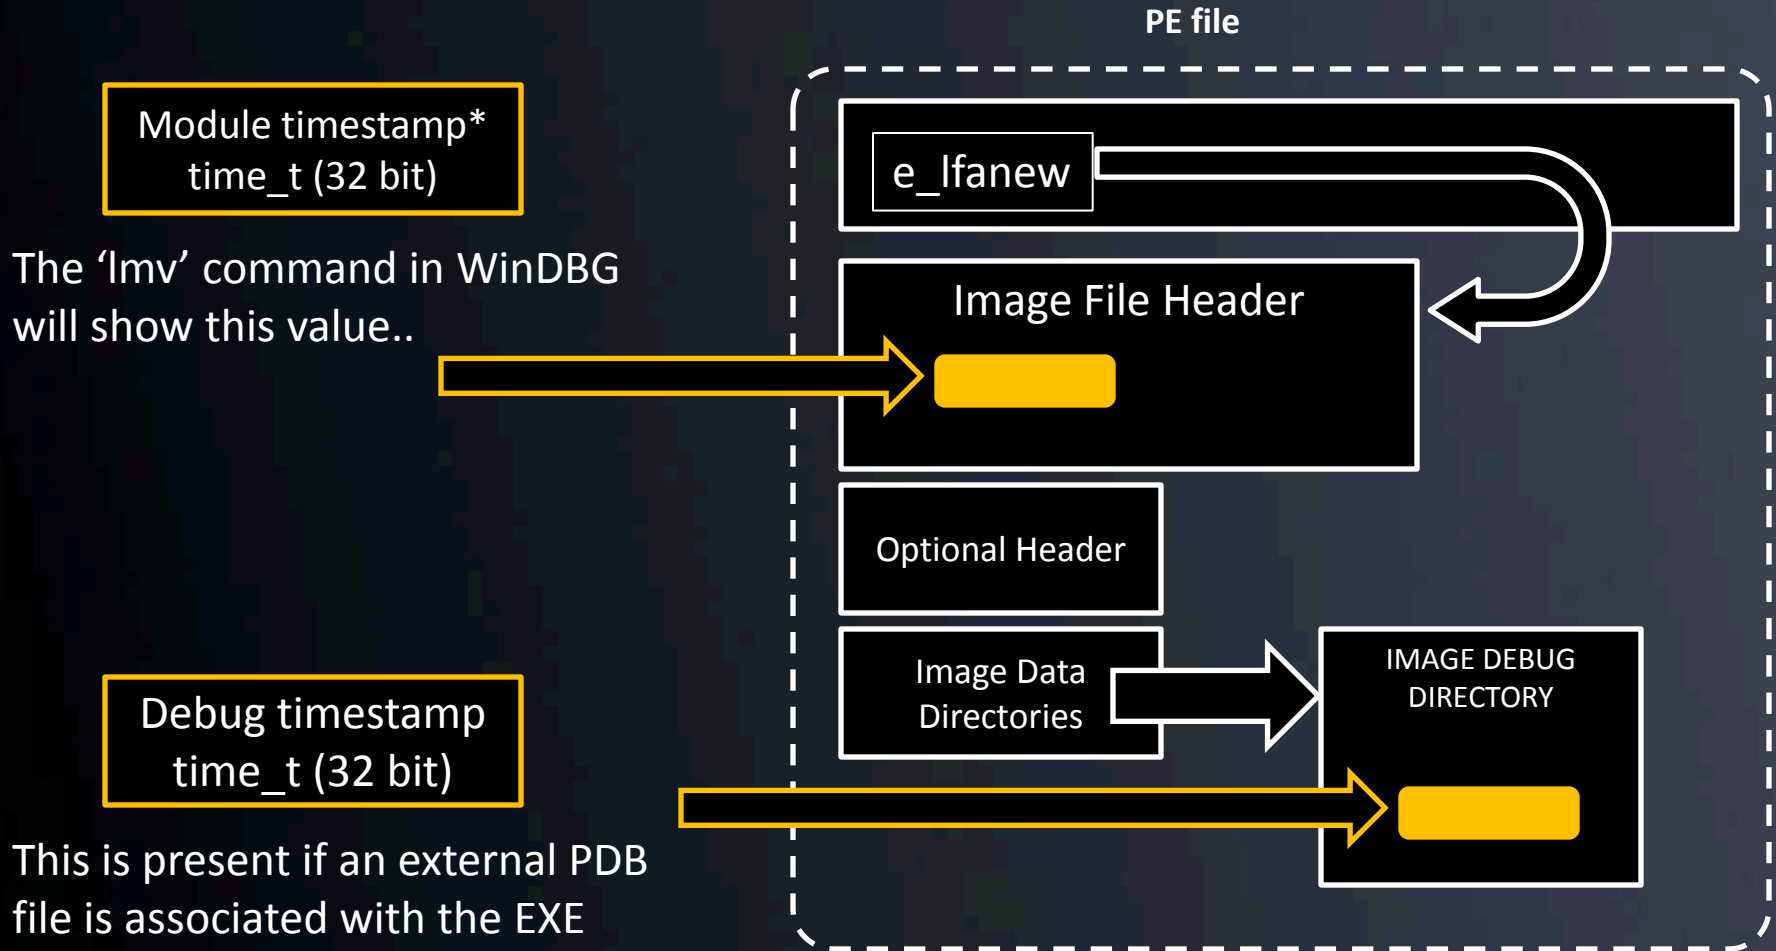 PE file
Module timestamp*
time_t (32 bit)
The ‘lmv’ command in WinDBG
will show this value..
e_lfanew
Image File Header
Optional Header
Image Data
Directories
IMAGE DEBUG
DIRECTORY
Debug timestamp
time_t (32 bit)
This is present if an external PDB
file is associated with the EXE